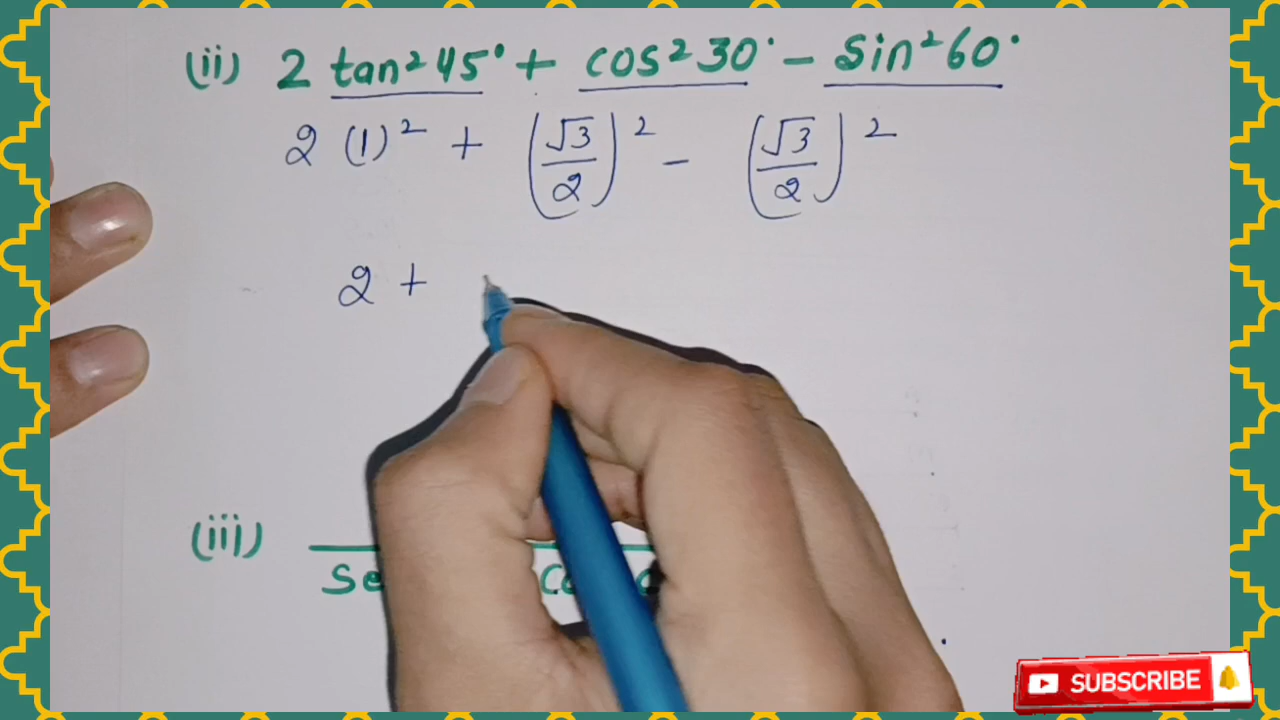 (ii) 2 tan²45° + cos²30° − Sin²60°
2 (1)² + (√3/2)² − (√3/2)²
2 +
(iii)
SUBSCRIBE